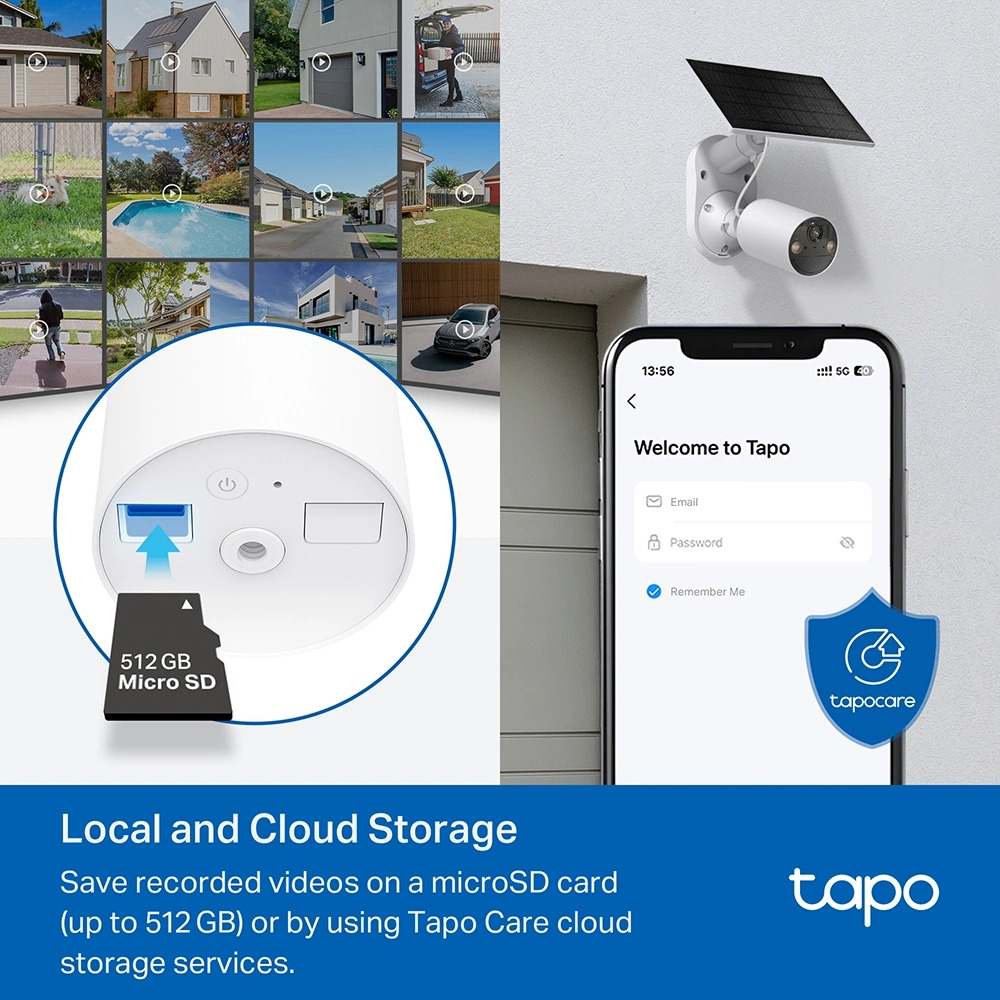 13:56
5G 40
Welcome to Tapo
Email
Password
Remember Me
tapocare
512 GB
Micro SD
Local and Cloud Storage
Save recorded videos on a microSD card
(up to 512 GB) or by using Tapo Care cloud
storage services.
tapo